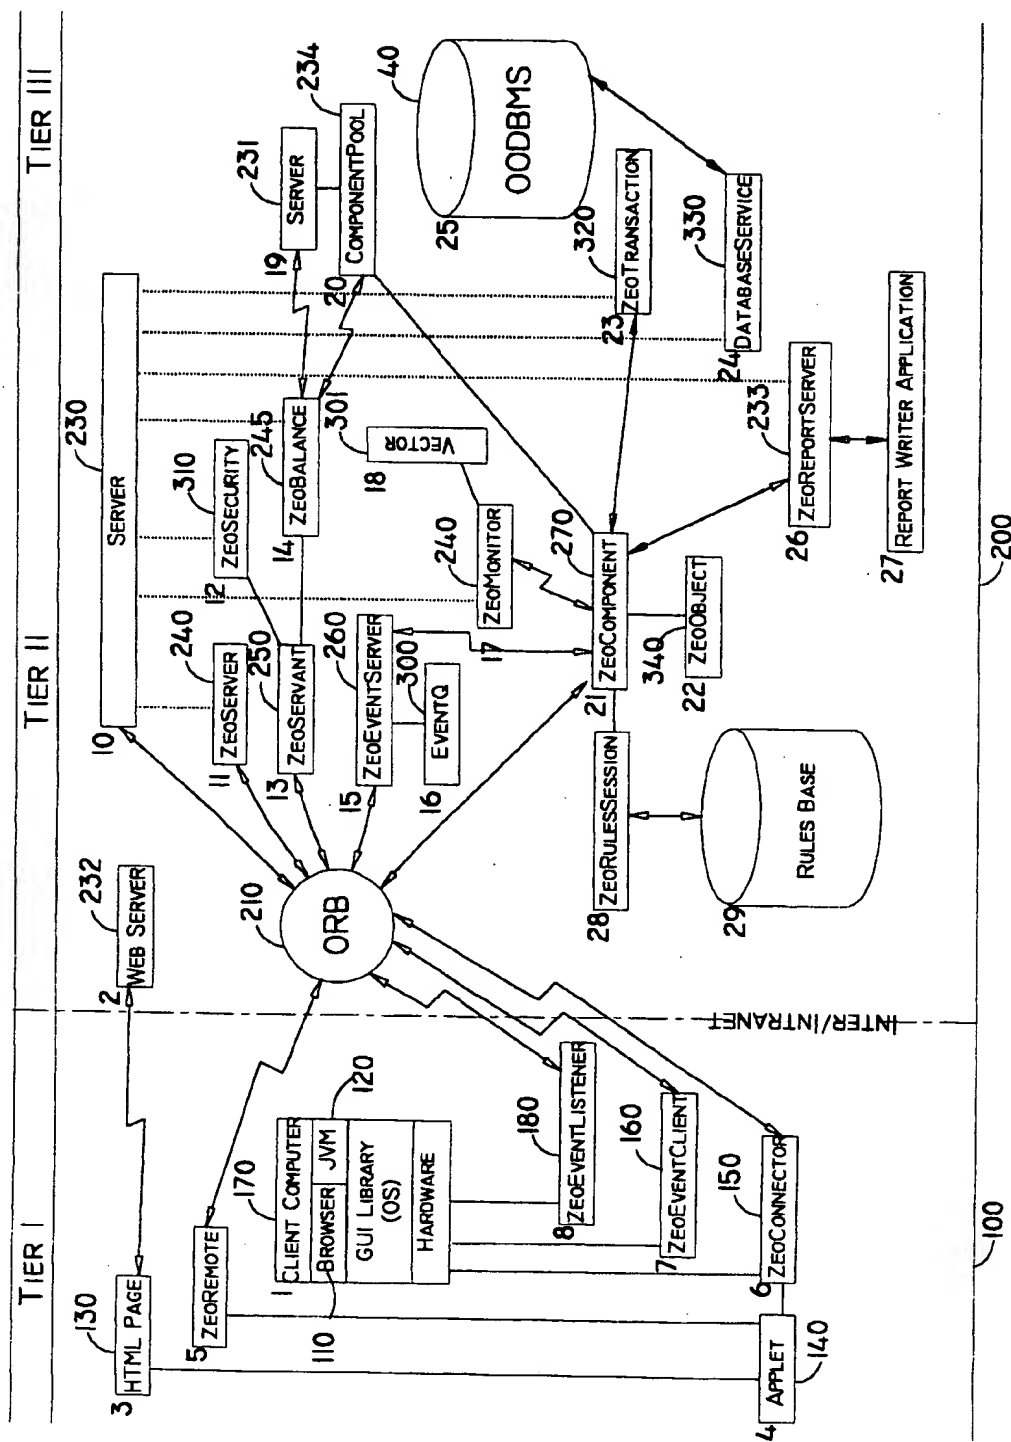 TIER I
TIER II
TIER III
130
3 HTML PAGE
2 WEB SERVER
232
10 SERVER
230
5 ZEOREMOTE
110
170
1 CLIENT COMPUTER
BROWSER
JVM
120
GUI LIBRARY
(OS)
HARDWARE
180
8 ZEOEVENTLISTENER
160
7 ZEOEVENTCLIENT
150
6 ZEOCONNECTOR
4 APPLET
140
100
INTER/INTRANET
210
ORB
11 ZEOSERVER
240
12 ZEOSECURITY
310
13 ZEOSERVANT
250
14 ZEOBALANCE
245
15 ZEOEVENTSERVER
260
16 EVENTQ
300
17
18 VECTOR
301
ZEOMONITOR
240
19 SERVER
231
20 COMPONENTPOOL
234
21 ZEOCOMPONENT
270
22 ZEOOBJECT
340
23 ZEOTRANSACTION
320
24 DATABASESERVICE
330
25 OODBMS
40
26 ZEOREPORTSERVER
233
27 REPORT WRITER APPLICATION
28 ZEORULESSESSION
29 RULES BASE
200